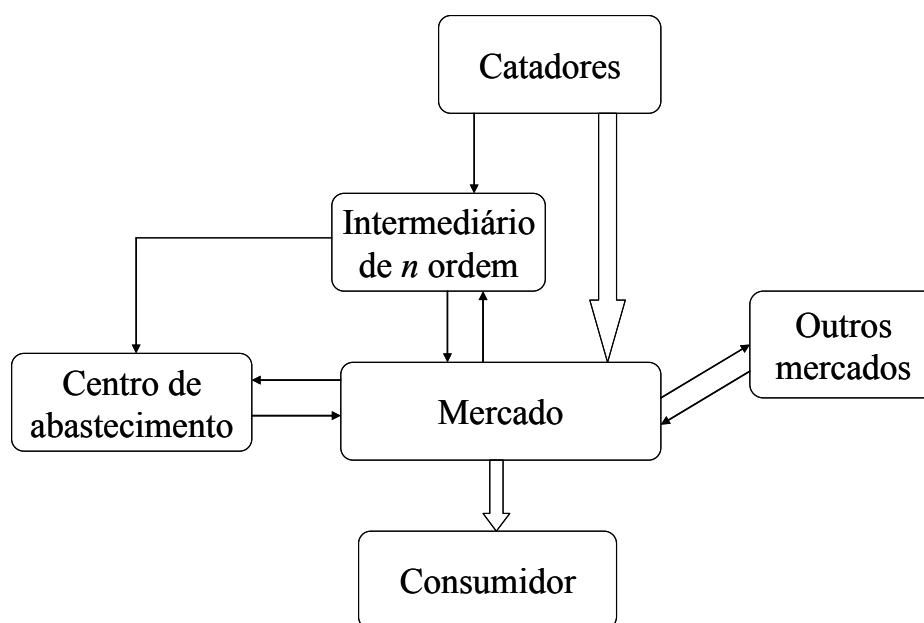 Catadores
Intermediário
de n ordem
Outros
mercados
Centro de
abastecimento
Mercado
Consumidor